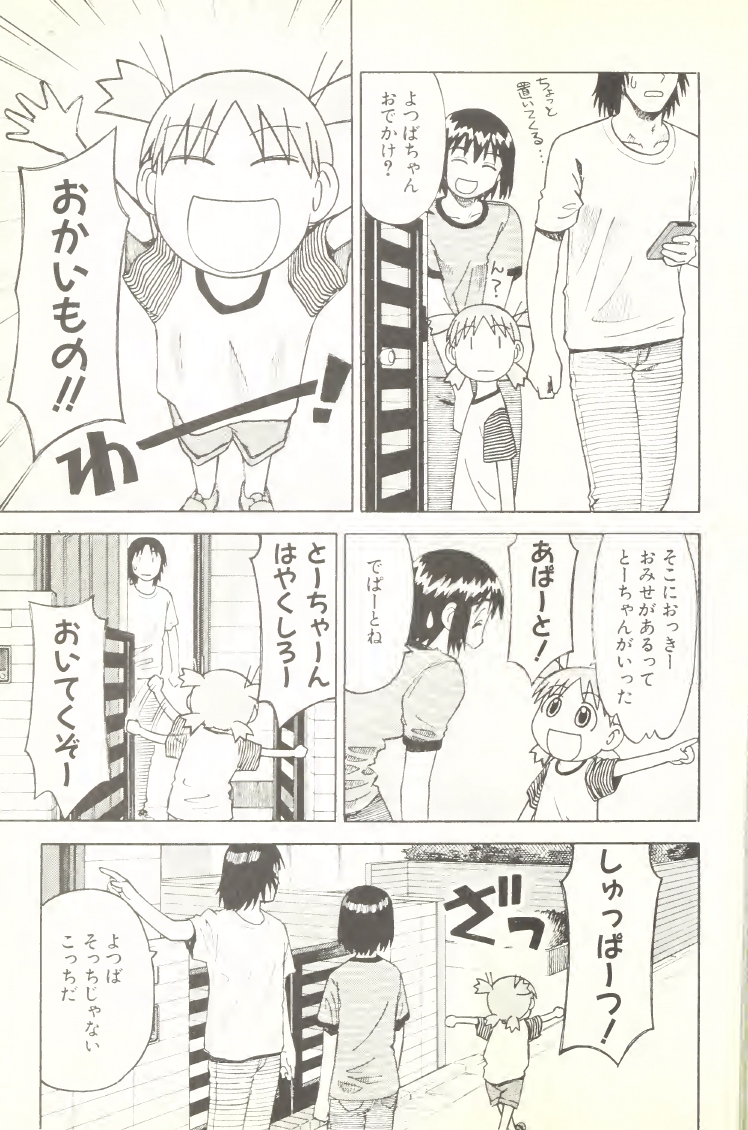 ちょっと
置いてくる…
よつばちゃん
おでかけ?
ん?
おかいもの!!
わー!
そこにおっきー
おみせがあるって
とーちゃんがいった
あぱーと!
でぱーとね
とーちゃーん
はやくしろー
おいてくぞー
しゅっぱーつ!
ざっ
よつば
そっちじゃない
こっちだ